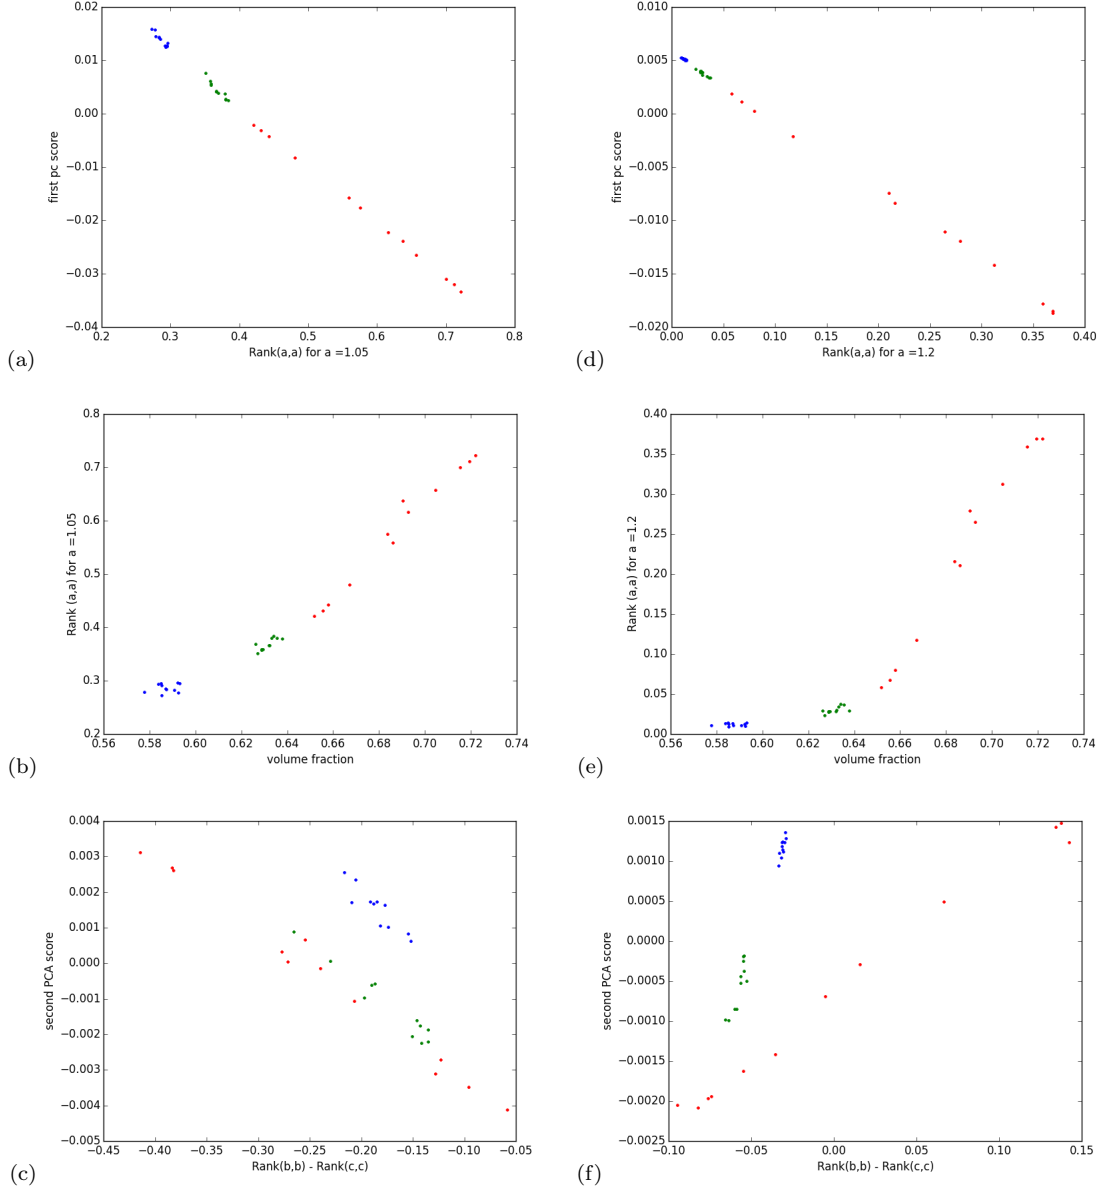 0.02
0.01
0.00
−0.01
−0.02
−0.03
−0.04
first pc score
0.2 0.3 0.4 0.5 0.6 0.7 0.8
Rank(a,a) for a =1.05
(a)
0.010
0.005
0.000
−0.005
−0.010
−0.015
−0.020
first pc score
0.00 0.05 0.10 0.15 0.20 0.25 0.30 0.35 0.40
Rank(a,a) for a =1.2
(d)
0.8
0.7
0.6
0.5
0.4
0.3
0.2
Rank (a,a) for a =1.05
0.56 0.58 0.60 0.62 0.64 0.66 0.68 0.70 0.72 0.74
volume fraction
(b)
0.40
0.35
0.30
0.25
0.20
0.15
0.10
0.05
0.00
Rank (a,a) for a =1.2
0.56 0.58 0.60 0.62 0.64 0.66 0.68 0.70 0.72 0.74
volume fraction
(e)
0.004
0.003
0.002
0.001
0.000
−0.001
−0.002
−0.003
−0.004
−0.005
second PCA score
−0.45 −0.40 −0.35 −0.30 −0.25 −0.20 −0.15 −0.10 −0.05
Rank(b,b) - Rank(c,c)
(c)
0.0015
0.0010
0.0005
0.0000
−0.0005
−0.0010
−0.0015
−0.0020
−0.0025
second PCA score
−0.10 −0.05 0.00 0.05 0.10 0.15
Rank(b,b) - Rank(c,c)
(f)